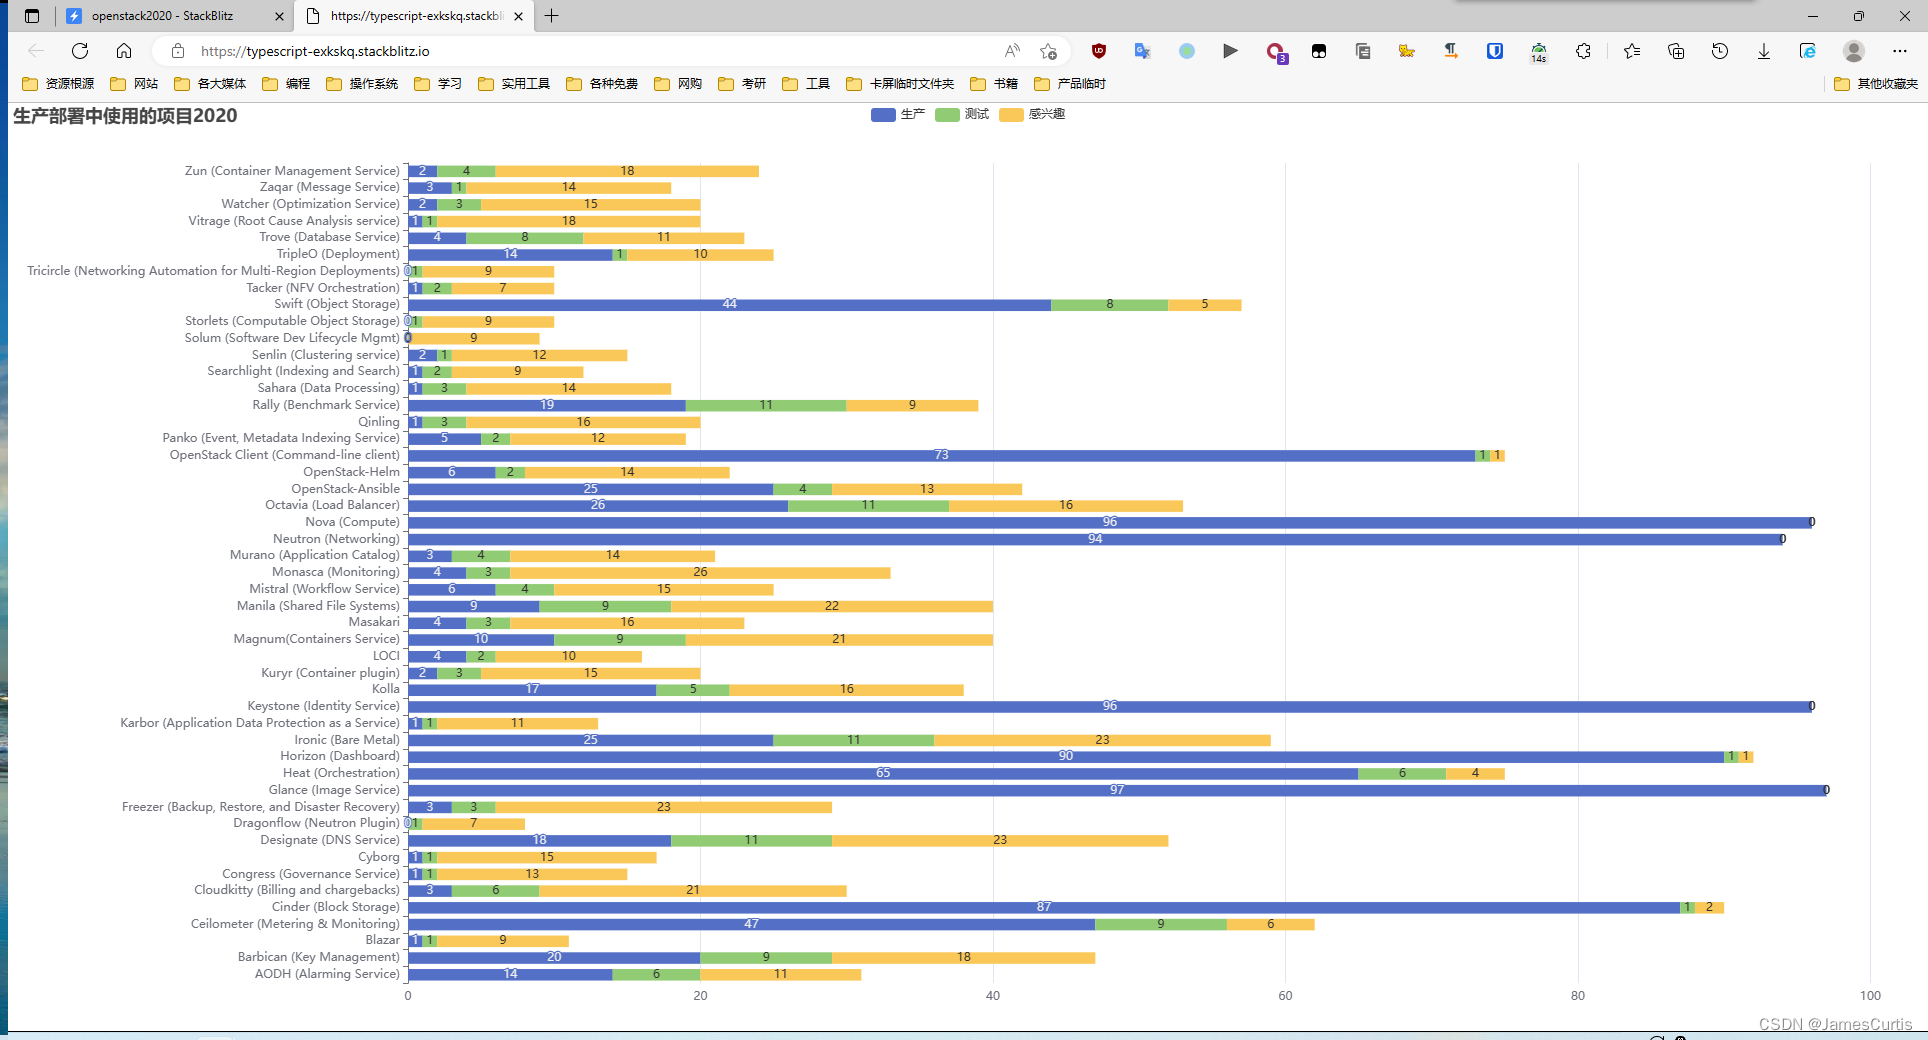 openstack2020 - StackBlitz
https://typescript-exkskq.stackbli
https://typescript-exkskq.stackblitz.io
3
14s
资源根源 网站 各大媒体 编程 操作系统 学习 实用工具 各种免费 网购 考研 工具 卡屏临时文件夹 书籍 产品临时 其他收藏夹
生产部署中使用的项目2020
生产 测试 感兴趣
Zun (Container Management Service) 2 4 18
Zaqar (Message Service) 3 1 14
Watcher (Optimization Service) 2 3 15
Vitrage (Root Cause Analysis service) 1 1 18
Trove (Database Service) 4 8 11
TripleO (Deployment) 14 1 10
Tricircle (Networking Automation for Multi-Region Deployments) 0 1 9
Tacker (NFV Orchestration) 1 2 7
Swift (Object Storage) 44 8 5
Storlets (Computable Object Storage) 0 1 9
Solum (Software Dev Lifecycle Mgmt) 0 9
Senlin (Clustering service) 2 1 12
Searchlight (Indexing and Search) 1 2 9
Sahara (Data Processing) 1 3 14
Rally (Benchmark Service) 19 11 9
Qinling 1 3 16
Panko (Event, Metadata Indexing Service) 5 2 12
OpenStack Client (Command-line client) 73 1 1
OpenStack-Helm 6 2 14
OpenStack-Ansible 25 4 13
Octavia (Load Balancer) 26 11 16
Nova (Compute) 96 0
Neutron (Networking) 94 0
Murano (Application Catalog) 3 4 14
Monasca (Monitoring) 4 3 26
Mistral (Workflow Service) 6 4 15
Manila (Shared File Systems) 9 9 22
Masakari 4 3 16
Magnum(Containers Service) 10 9 21
LOCI 4 2 10
Kuryr (Container plugin) 2 3 15
Kolla 17 5 16
Keystone (Identity Service) 96 0
Karbor (Application Data Protection as a Service) 1 1 11
Ironic (Bare Metal) 25 11 23
Horizon (Dashboard) 90 1 1
Heat (Orchestration) 65 6 4
Glance (Image Service) 97 0
Freezer (Backup, Restore, and Disaster Recovery) 3 3 23
Dragonflow (Neutron Plugin) 0 1 7
Designate (DNS Service) 18 11 23
Cyborg 1 1 15
Congress (Governance Service) 1 1 13
Cloudkitty (Billing and chargebacks) 3 6 21
Cinder (Block Storage) 87 1 2
Ceilometer (Metering & Monitoring) 47 9 6
Blazar 1 1 9
Barbican (Key Management) 20 9 18
AODH (Alarming Service) 14 6 11
0 20 40 60 80 100
CSDN @JamesCurtis